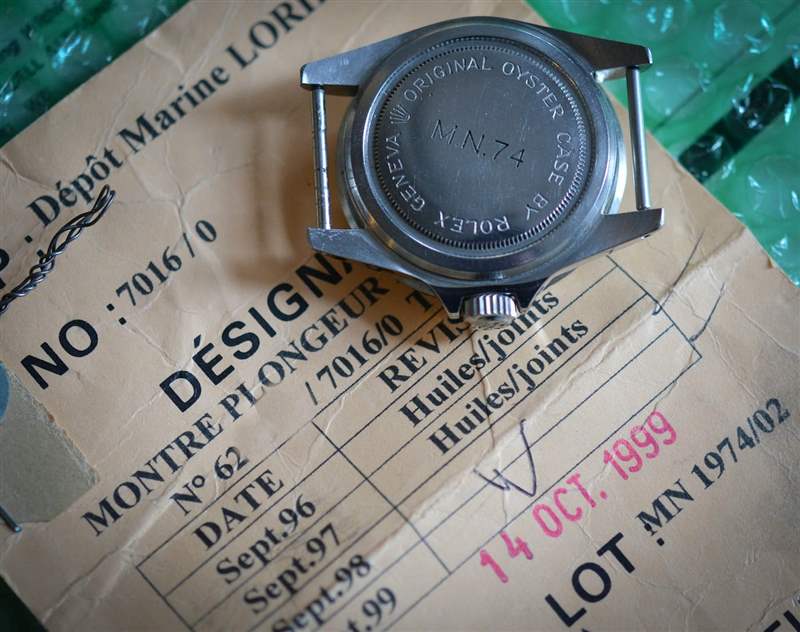 Dépôt Marine LORI
NO : 7016 / 0
DÉSIGNA
MONTRE PLONGEUR
/ 7016/0 T
N° 62
DATE
REVIS
Sept.96
Huiles/joints
Sept.97
Huiles/joints
Sept.98
ept.99
14 OCT. 1999
LOT : MN 1974/02
ORIGINAL OYSTER CASE BY ROLEX GENEVA
M.N.74